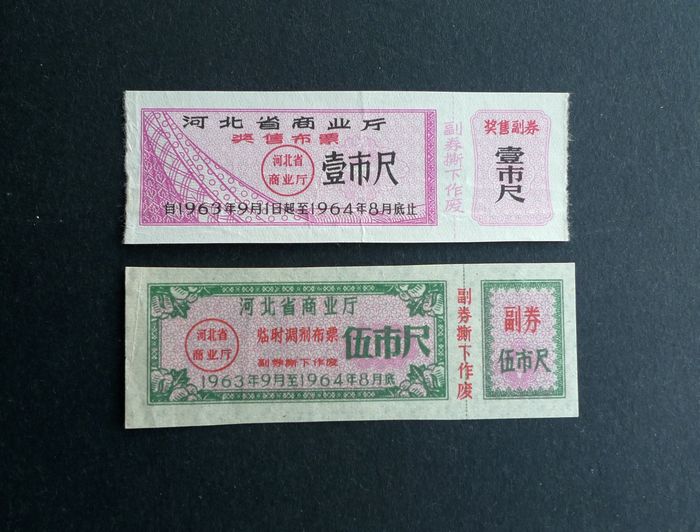 河北省商业厅
奖售布票
河北省
商业厅
壹市尺
自1963年9月1日起至1964年8月底止
副券撕下作废
奖售副券
壹市尺
河北省商业厅
河北省
商业厅
临时调剂布票
伍市尺
副券撕下作废
1963年9月至1964年8月底
副券撕下作废
副券
伍市尺